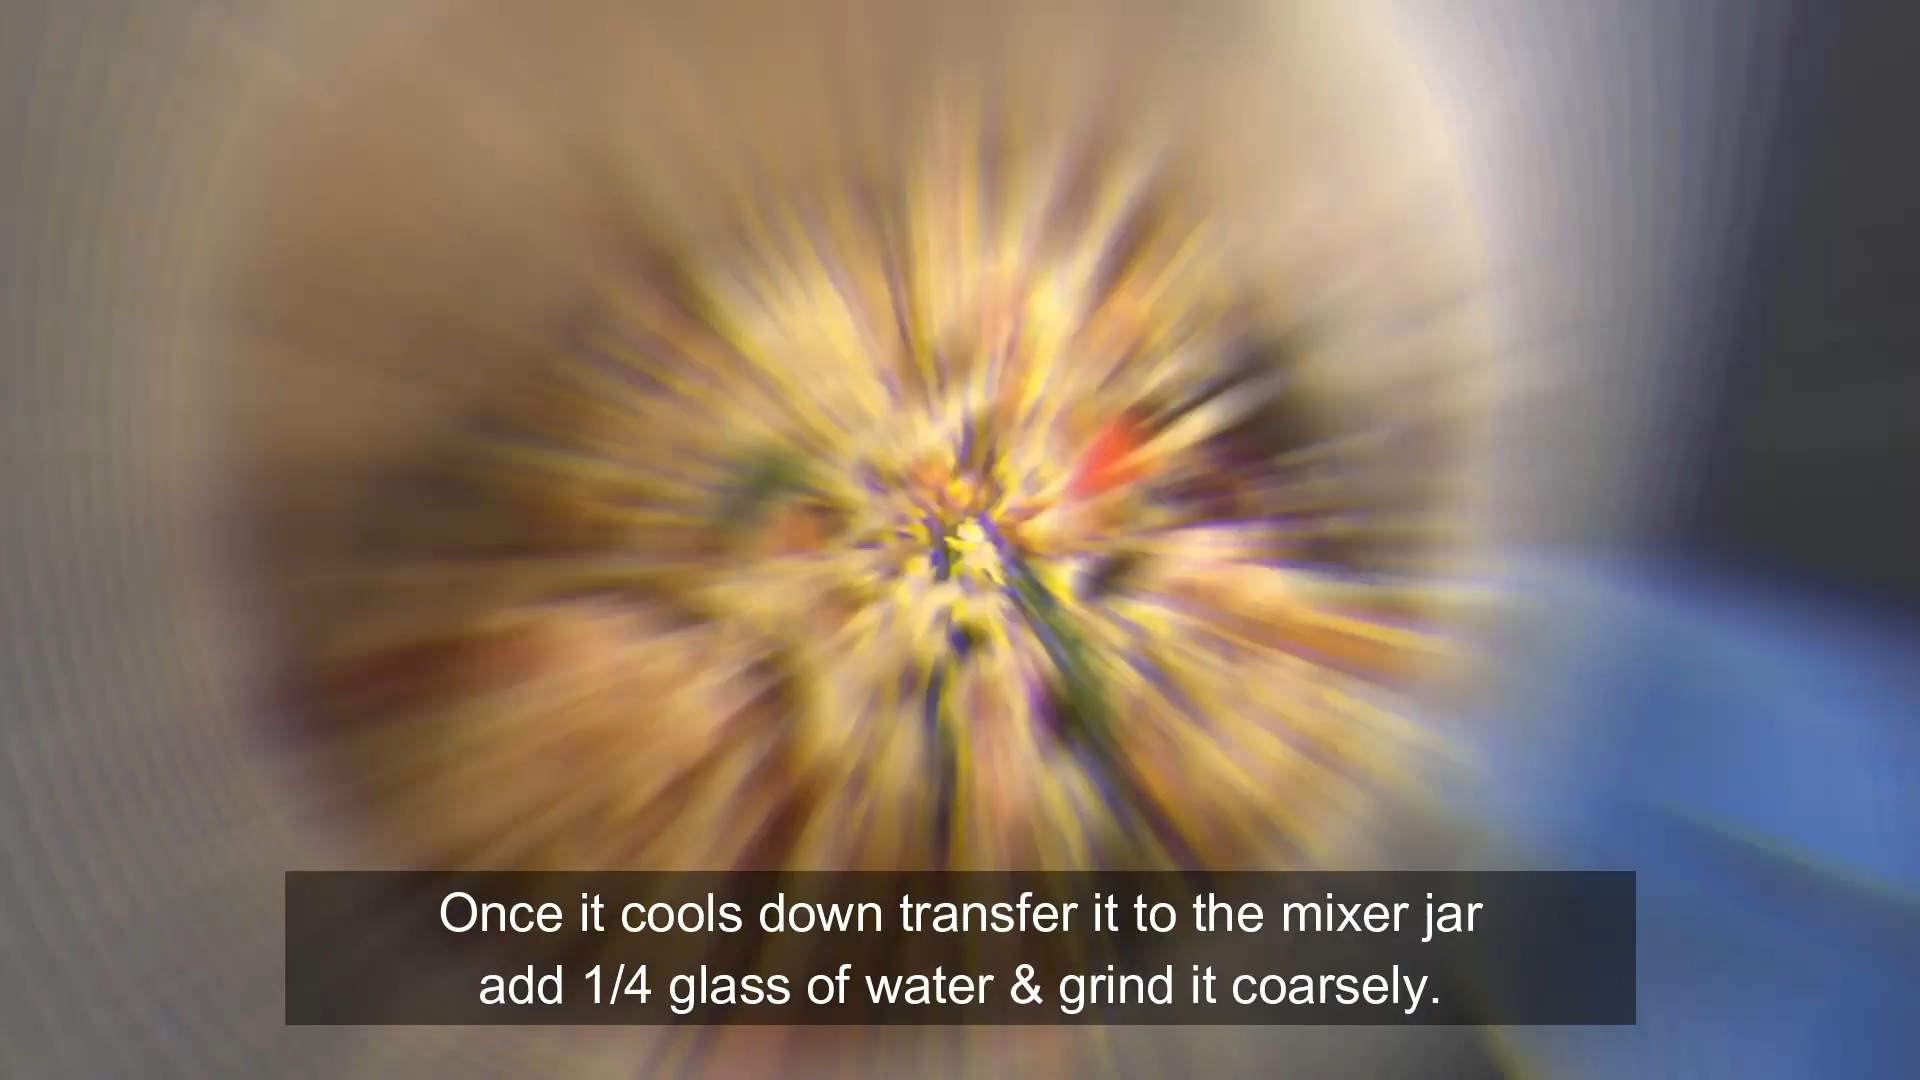 Once it cools down transfer it to the mixer jar
add 1/4 glass of water & grind it coarsely.